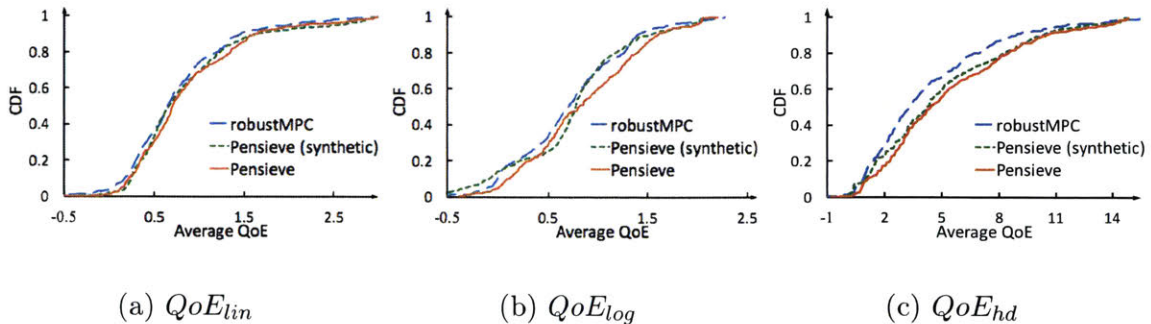 CDF
1
0.8
0.6
0.4
0.2
0
-0.5
0.5
1.5
2.5
Average QoE
robustMPC
Pensieve (synthetic)
Pensieve
CDF
1
0.8
0.6
0.4
0.2
0
-0.5
0.5
1.5
2.5
Average QoE
robustMPC
Pensieve (synthetic)
Pensieve
CDF
1
0.8
0.6
0.4
0.2
0
-1
2
5
8
11
14
Average QoE
robustMPC
Pensieve (synthetic)
Pensieve
(a) QoE_lin
(b) QoE_log
(c) QoE_hd